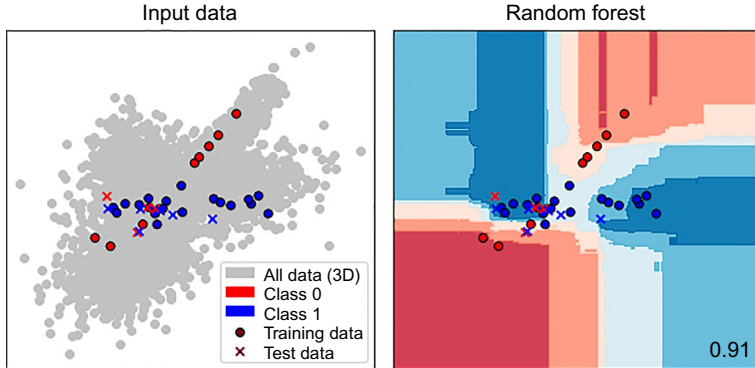 Input data
Random forest
All data (3D)
Class 0
Class 1
Training data
Test data
0.91